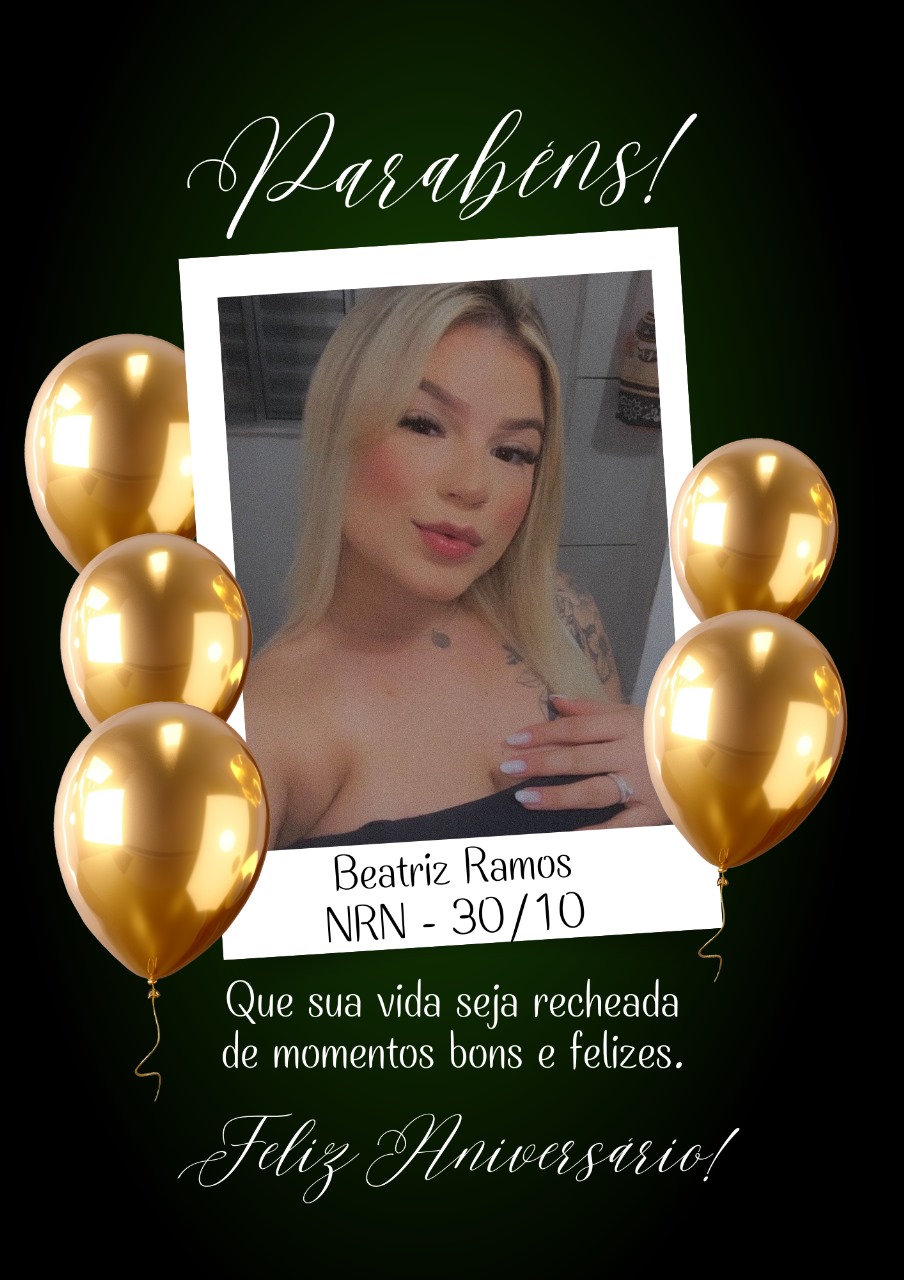 Parabéns!
Beatriz Ramos
NRN - 30/10
Que sua vida seja recheada
de momentos bons e felizes.
Feliz Aniversário!